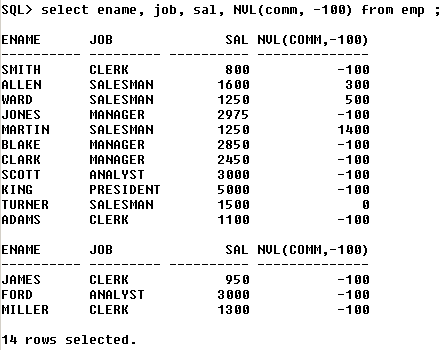 SQL> select ename, job, sal, NVL(comm, -100) from emp ;
ENAME JOB SAL NVL(COMM,-100)
---------- --------- ---------- --------------
SMITH CLERK 800 -100
ALLEN SALESMAN 1600 300
WARD SALESMAN 1250 500
JONES MANAGER 2975 -100
MARTIN SALESMAN 1250 1400
BLAKE MANAGER 2850 -100
CLARK MANAGER 2450 -100
SCOTT ANALYST 3000 -100
KING PRESIDENT 5000 -100
TURNER SALESMAN 1500 0
ADAMS CLERK 1100 -100
ENAME JOB SAL NVL(COMM,-100)
---------- --------- ---------- --------------
JAMES CLERK 950 -100
FORD ANALYST 3000 -100
MILLER CLERK 1300 -100
14 rows selected.